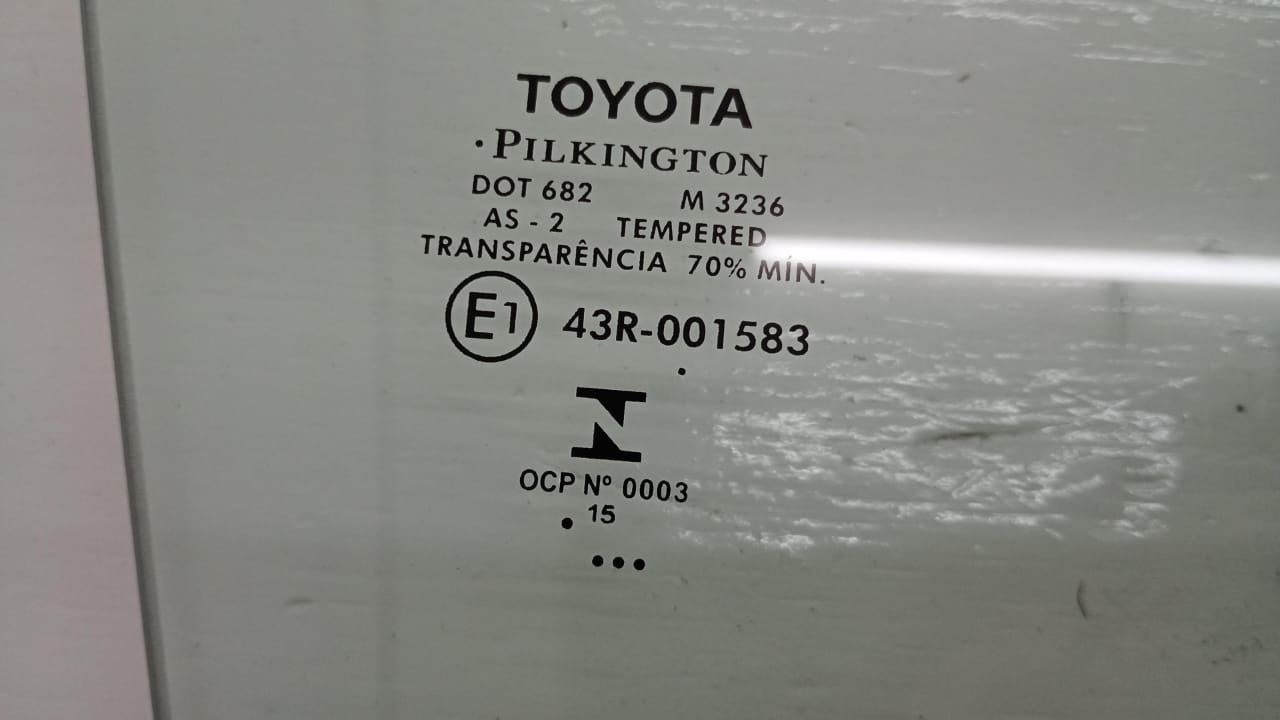 TOYOTA
·PILKINGTON
DOT 682 M 3236
AS - 2 TEMPERED
TRANSPARÊNCIA 70% MÍN.
E1 43R-001583
OCP Nº 0003
. 15
...